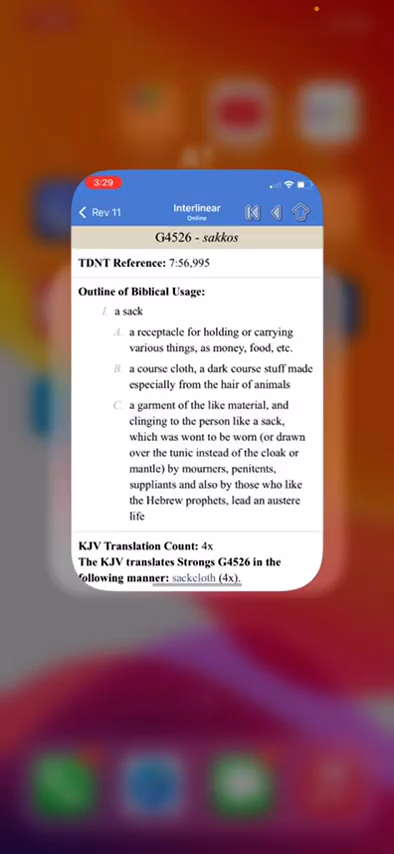 3:29
Rev 11
Interlinear
Online
G4526 - sakkos
TDNT Reference: 7:56,995
Outline of Biblical Usage:
I. a sack
A. a receptacle for holding or carrying
various things, as money, food, etc.
B. a course cloth, a dark course stuff made
especially from the hair of animals
C. a garment of the like material, and
clinging to the person like a sack,
which was wont to be worn (or drawn
over the tunic instead of the cloak or
mantle) by mourners, penitents,
suppliants and also by those who like
the Hebrew prophets, lead an austere
life
KJV Translation Count: 4x
The KJV translates Strongs G4526 in the
following manner: sackcloth (4x).